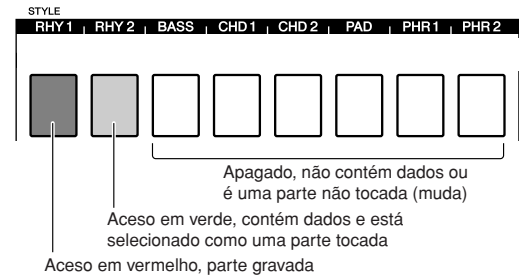 STYLE
RHY 1 RHY 2 BASS CHD 1 CHD 2 PAD PHR 1 PHR 2
Apagado, não contém dados ou
é uma parte não tocada (muda)
Aceso em verde, contém dados e está
selecionado como uma parte tocada
Aceso em vermelho, parte gravada